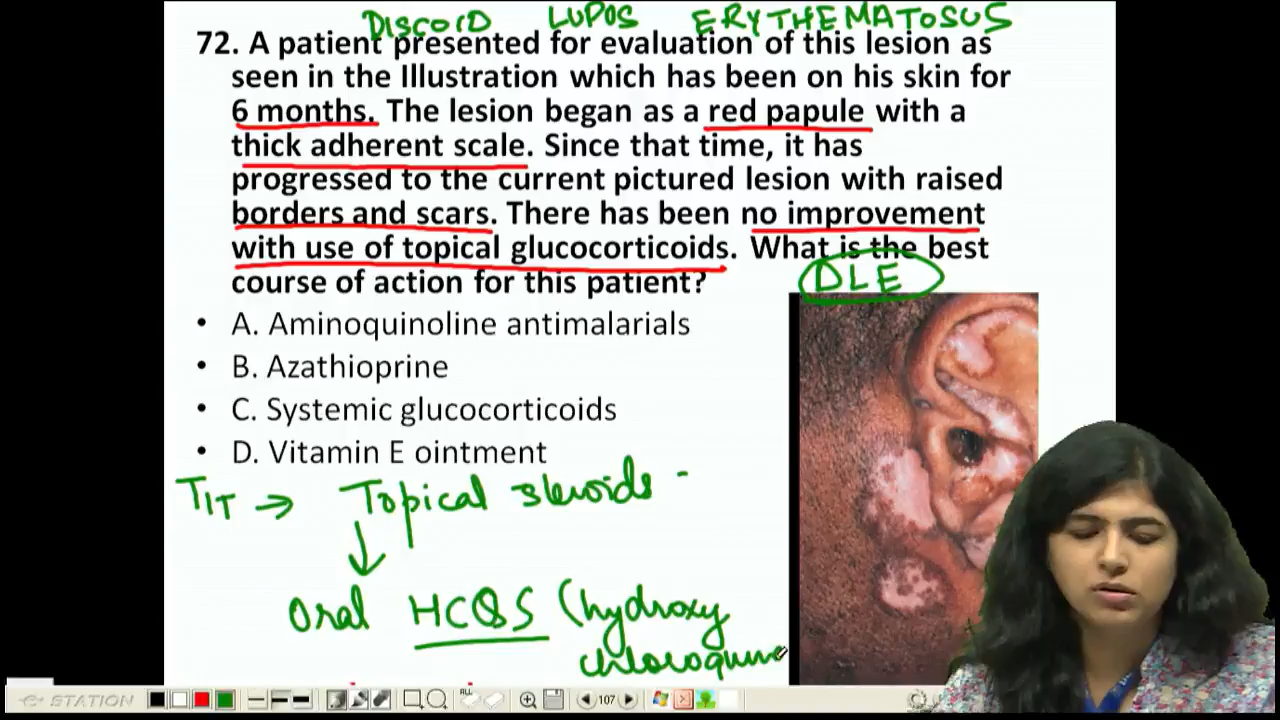 DISCOID LUPOS ERYTHEMATOSUS
72. A patient presented for evaluation of this lesion as
seen in the Illustration which has been on his skin for
6 months. The lesion began as a red papule with a
thick adherent scale. Since that time, it has
progressed to the current pictured lesion with raised
borders and scars. There has been no improvement
with use of topical glucocorticoids. What is the best
course of action for this patient?
DLE
• A. Aminoquinoline antimalarials
• B. Azathioprine
• C. Systemic glucocorticoids
• D. Vitamin E ointment
T/T → Topical steroids -
↓
Oral HCQS (hydroxy
chloroquine
STATION
ALL
107